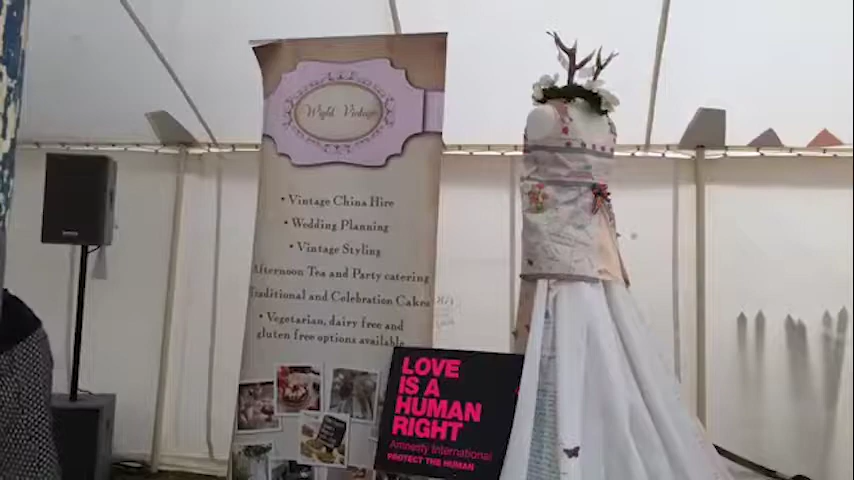 Wight Vintage
• Vintage China Hire
• Wedding Planning
• Vintage Styling
Afternoon Tea and Party catering
Traditional and Celebration Cakes
• Vegetarian, dairy free and
gluten free options available
LOVE
IS A
HUMAN
RIGHT
Amnesty International
PROTECT THE HUMAN